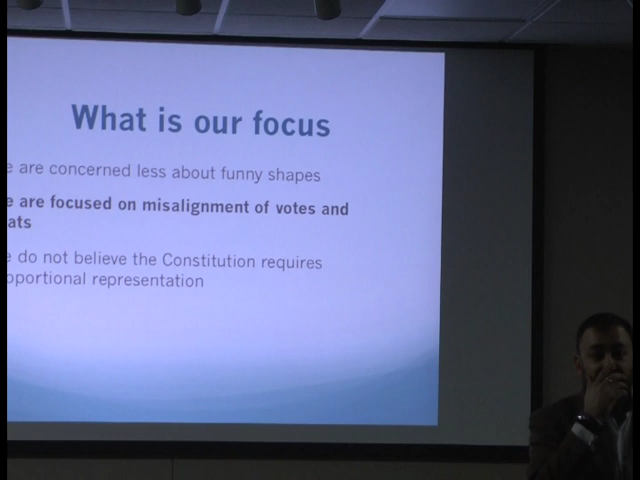 What is our focus
e are concerned less about funny shapes
e are focused on misalignment of votes and
ats
e do not believe the Constitution requires
oportional representation